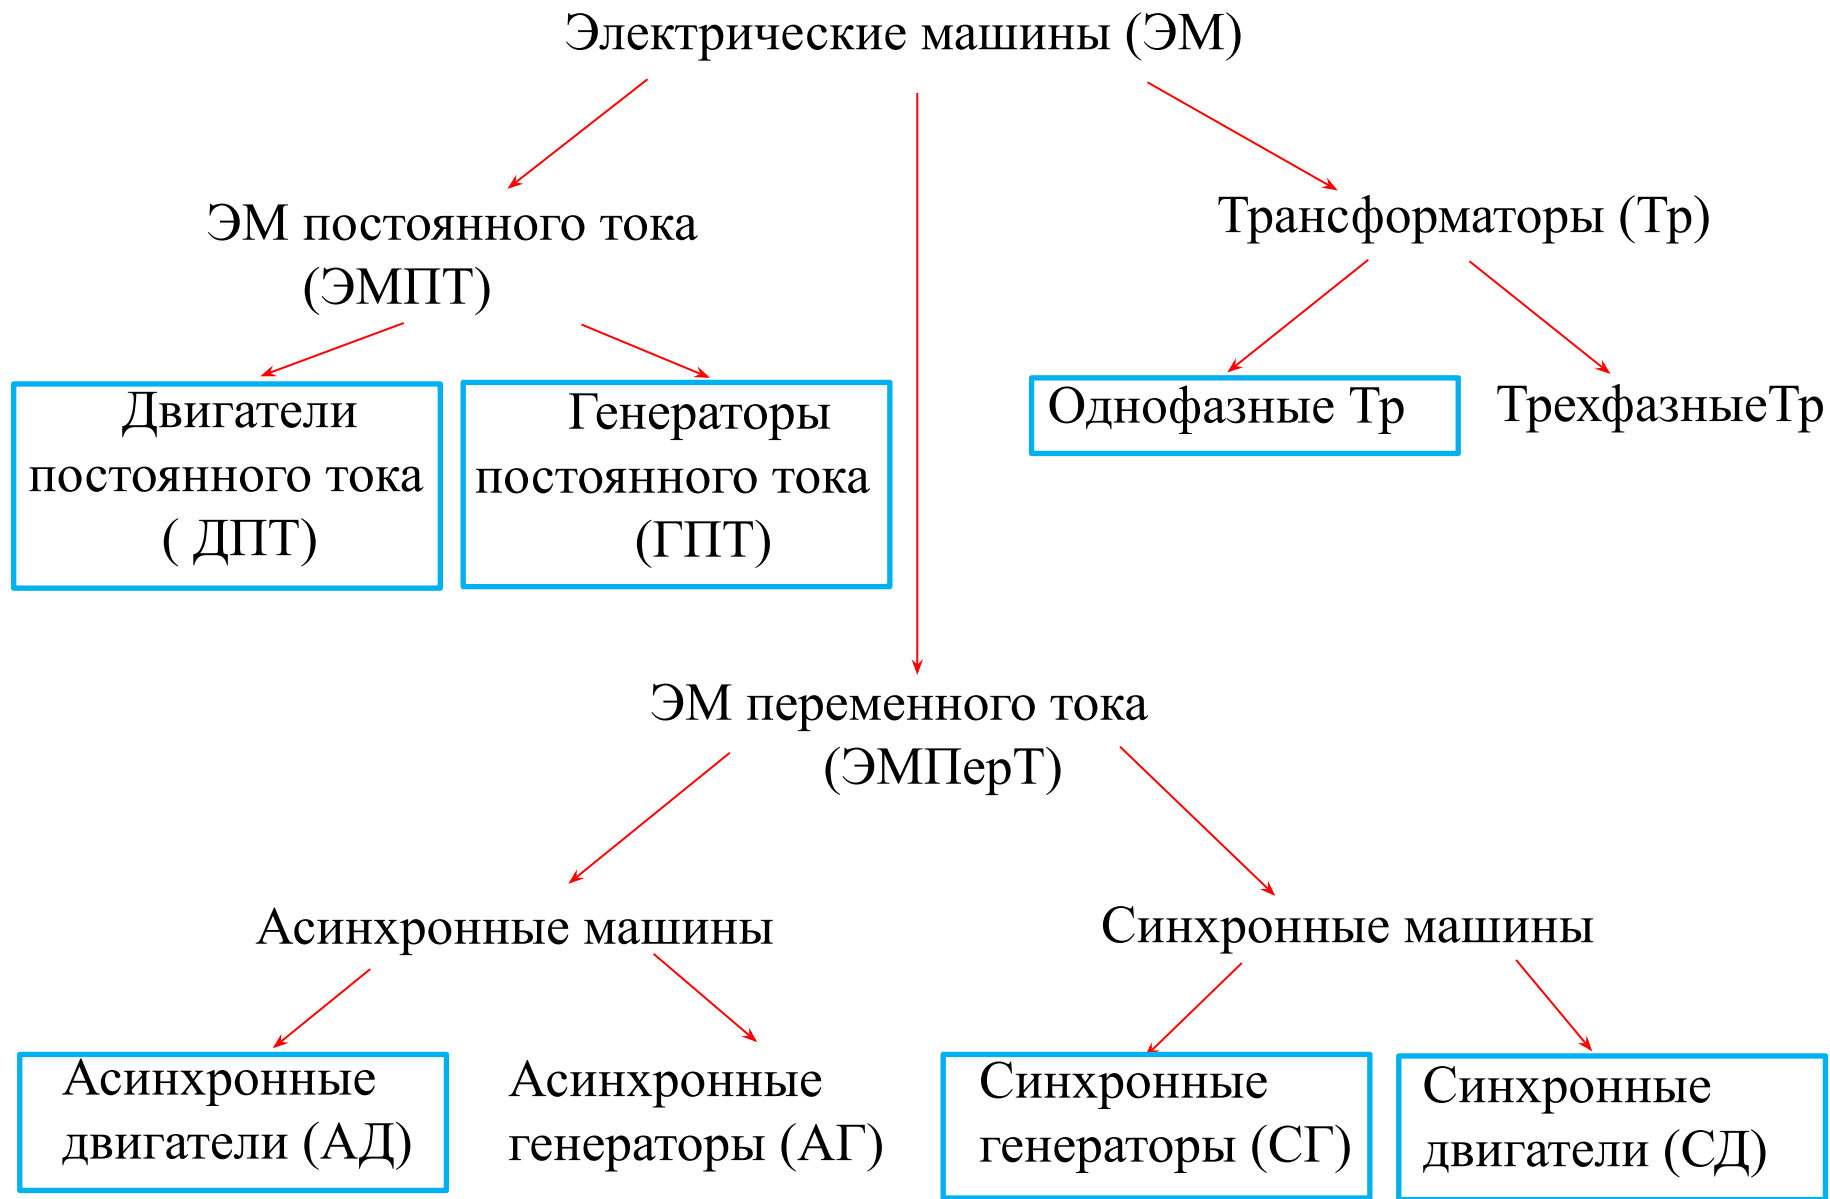 Электрические машины (ЭМ)
ЭМ постоянного тока
(ЭМПТ)
Трансформаторы (Тр)
Двигатели
постоянного тока
( ДПТ)
Генераторы
постоянного тока
(ГПТ)
Однофазные Тр
ТрехфазныеТр
ЭМ переменного тока
(ЭМПерТ)
Асинхронные машины
Синхронные машины
Асинхронные
двигатели (АД)
Асинхронные
генераторы (АГ)
Синхронные
генераторы (СГ)
Синхронные
двигатели (СД)